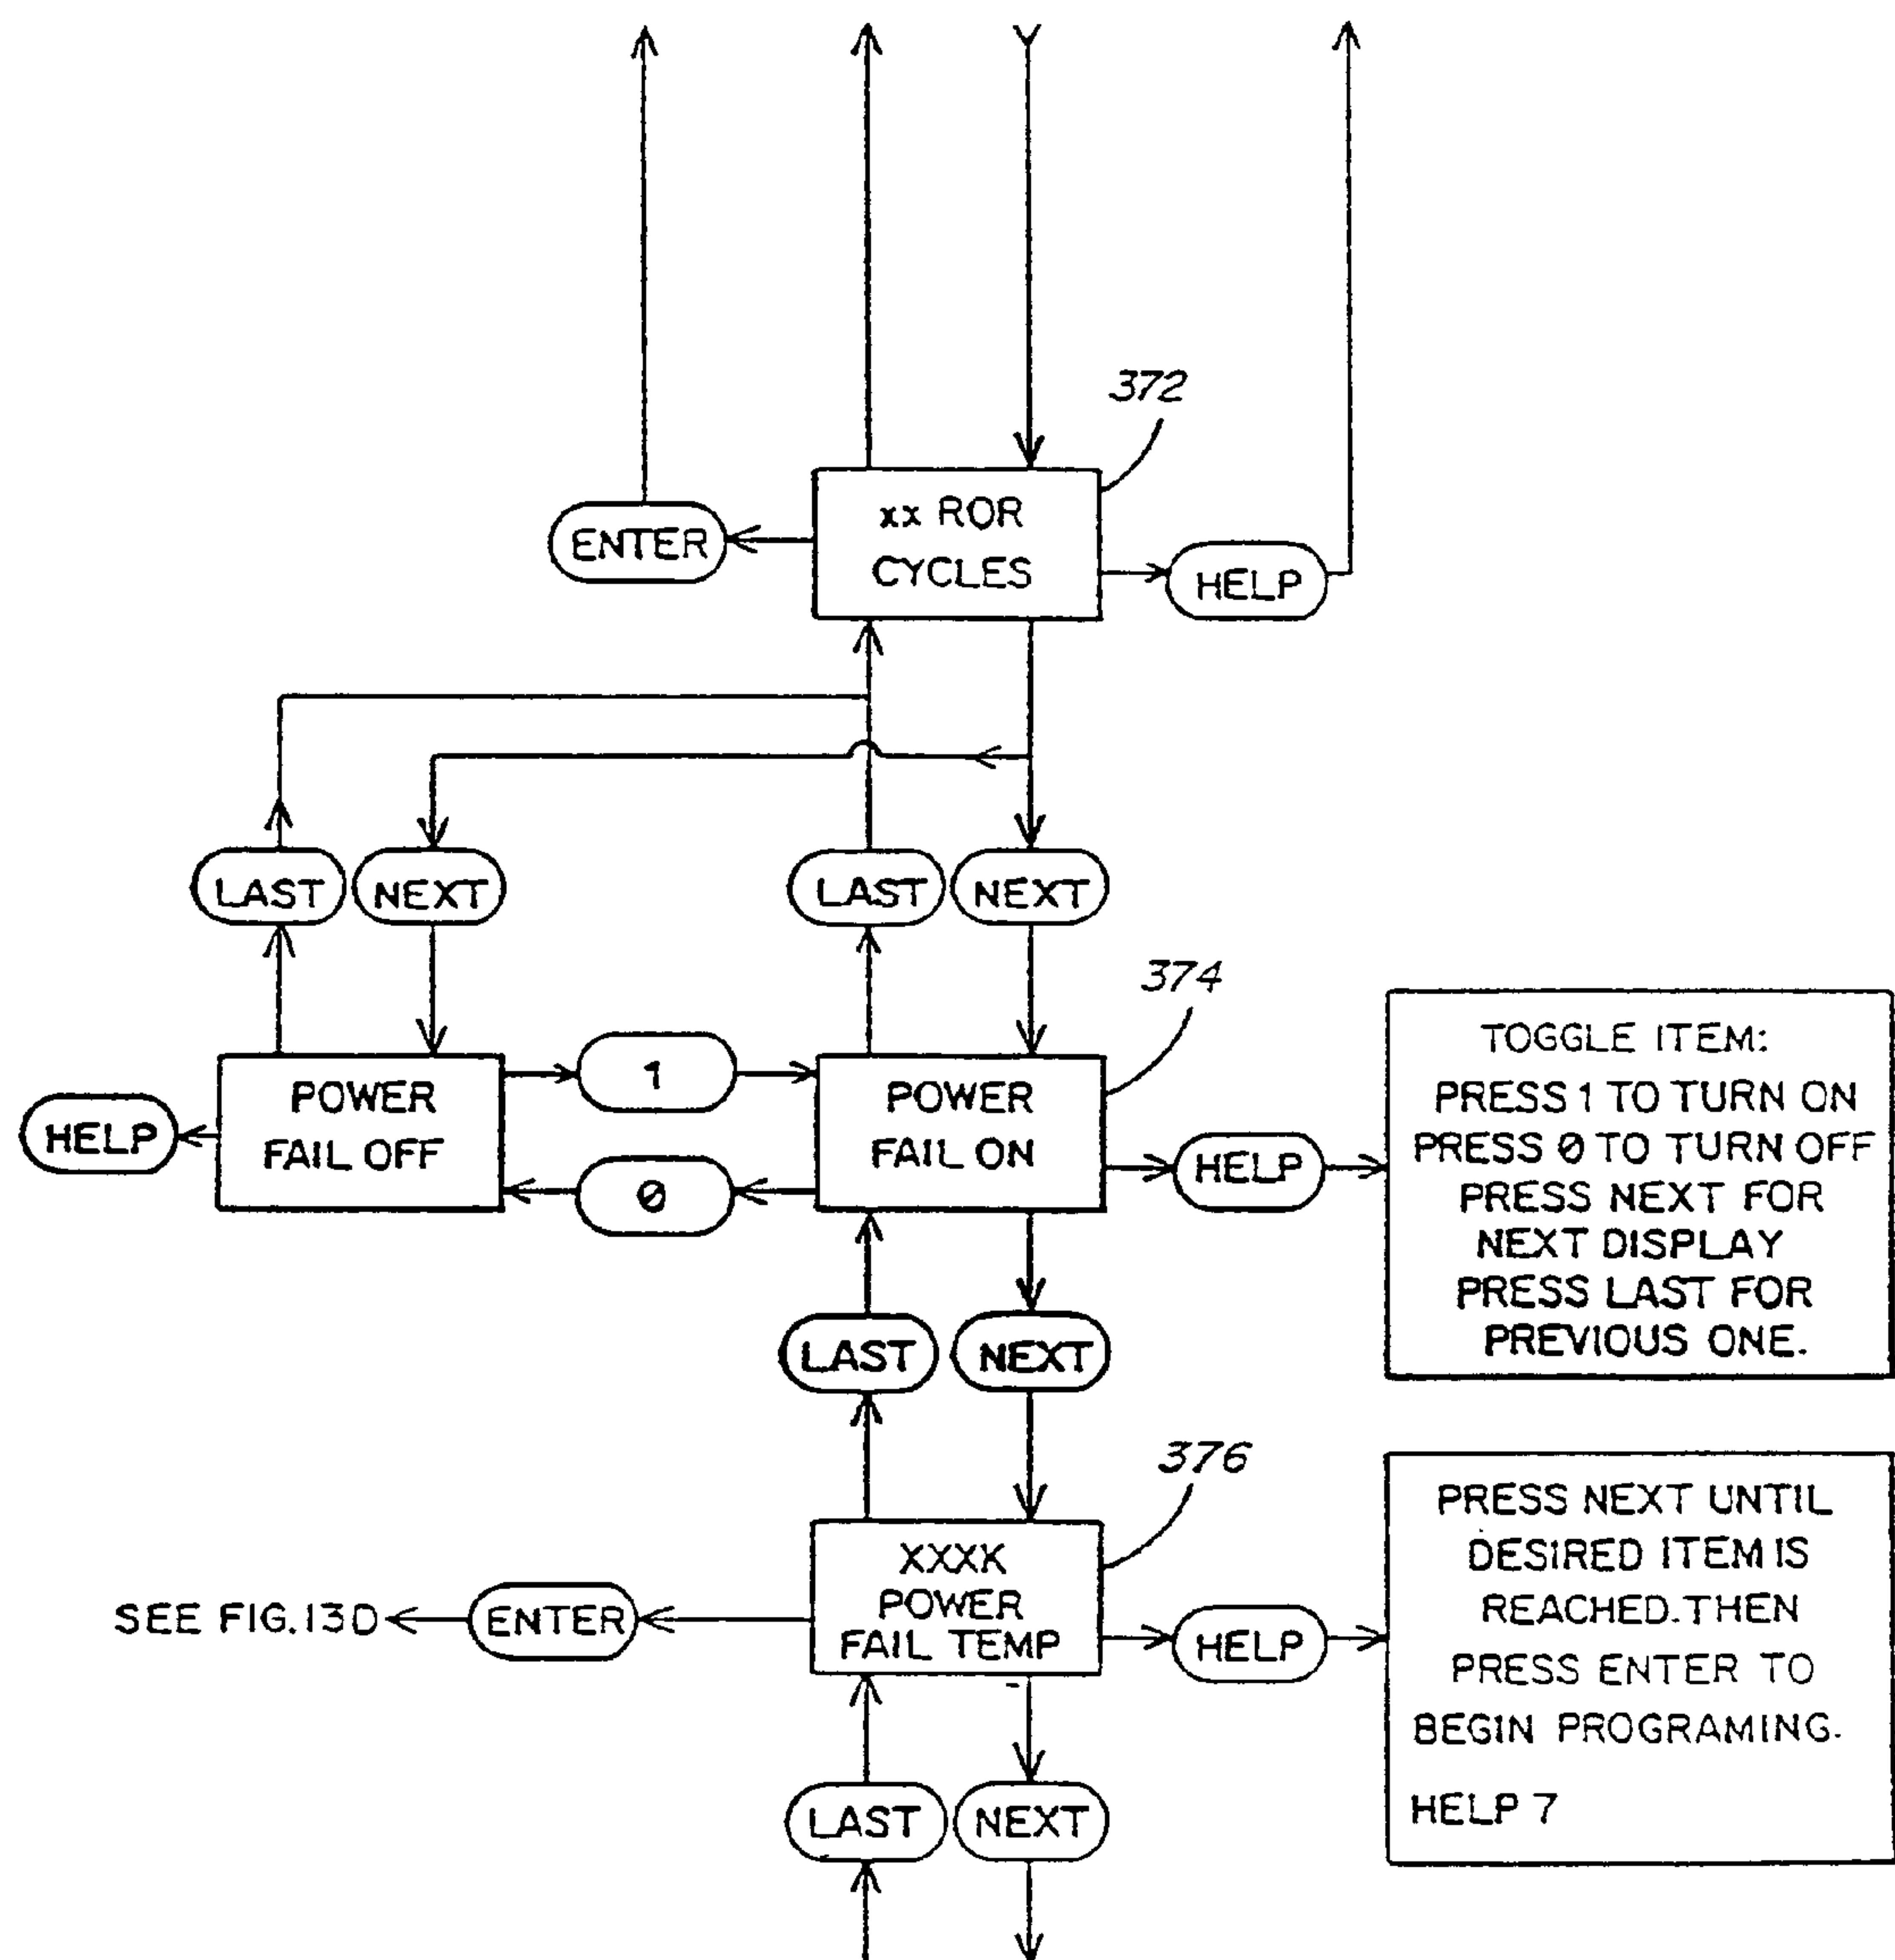 372
xx ROR
CYCLES
ENTER
HELP
LAST
NEXT
LAST
NEXT
374
POWER
FAIL OFF
HELP
1
0
POWER
FAIL ON
HELP
TOGGLE ITEM:
PRESS 1 TO TURN ON
PRESS 0 TO TURN OFF
PRESS NEXT FOR
NEXT DISPLAY
PRESS LAST FOR
PREVIOUS ONE.
LAST
NEXT
376
XXXK
POWER
FAIL TEMP
ENTER
SEE FIG.13D
HELP
PRESS NEXT UNTIL
DESIRED ITEM IS
REACHED.THEN
PRESS ENTER TO
BEGIN PROGRAMING.
HELP 7
LAST
NEXT